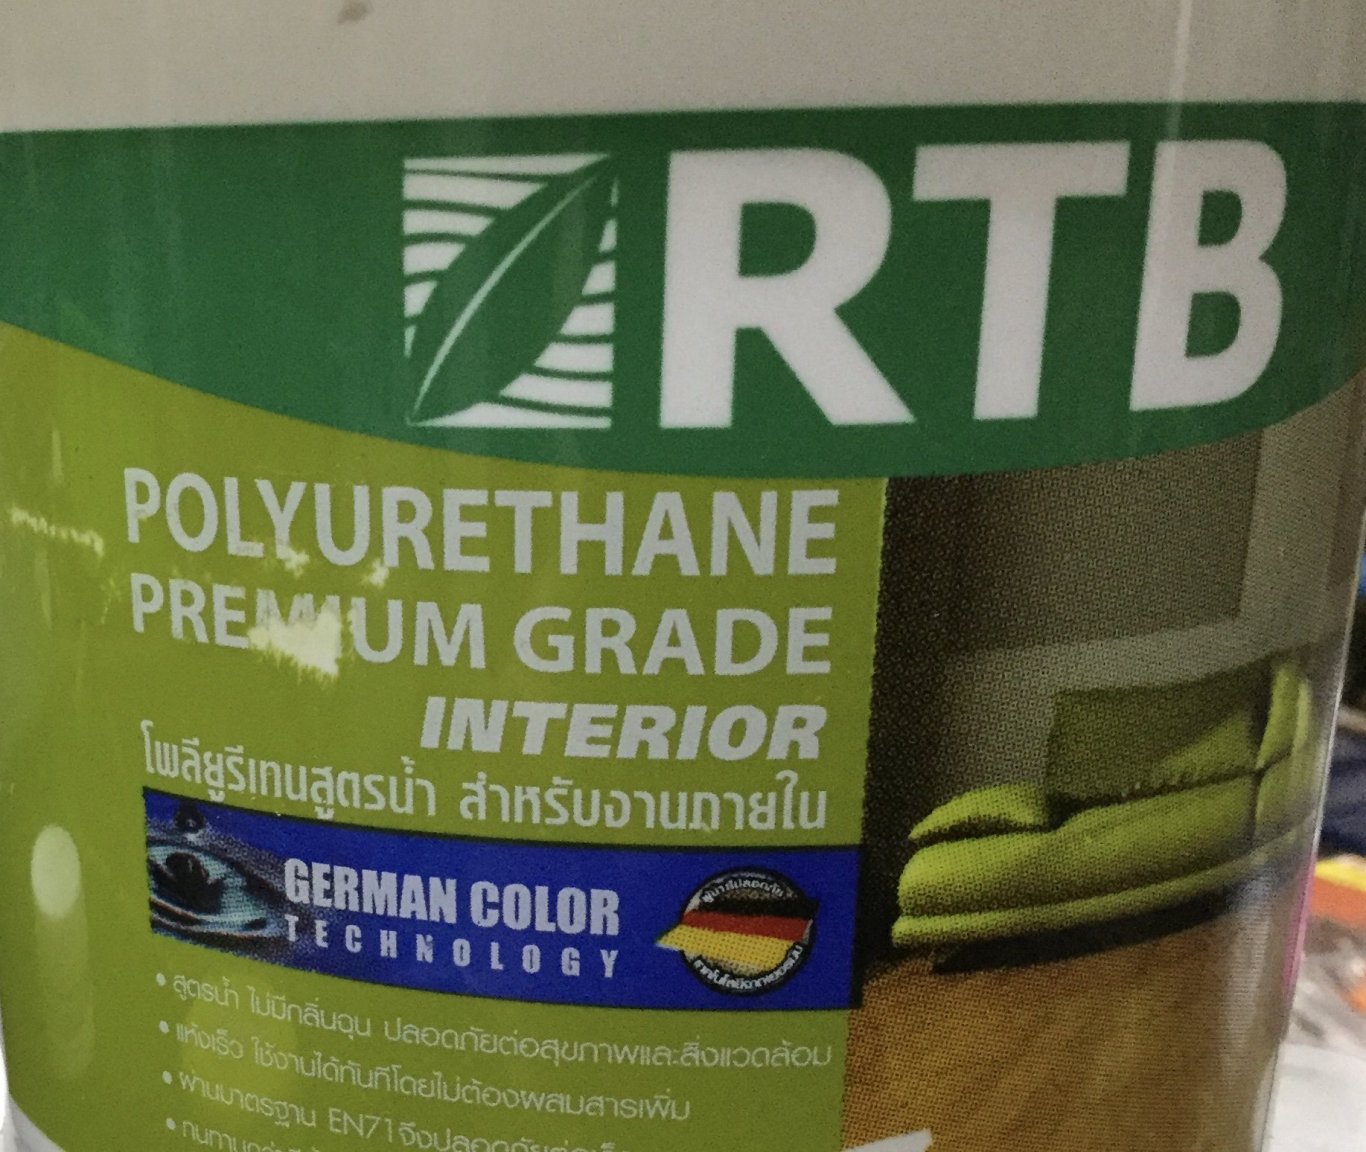 RTB
POLYURETHANE
PREMIUM GRADE
INTERIOR
โพลียูรีเทนสูตรน้ำ สำหรับงานภายใน
GERMAN COLOR
TECHNOLOGY
• สูตรน้ำ ไม่มีกลิ่นฉุน ปลอดภัยต่อสุขภาพและสิ่งแวดล้อม
• แห้งเร็ว ใช้งานได้ทันทีโดยไม่ต้องผสมสารเพิ่ม
• ผ่านมาตรฐาน EN71 จึงปลอดภัยต่อ